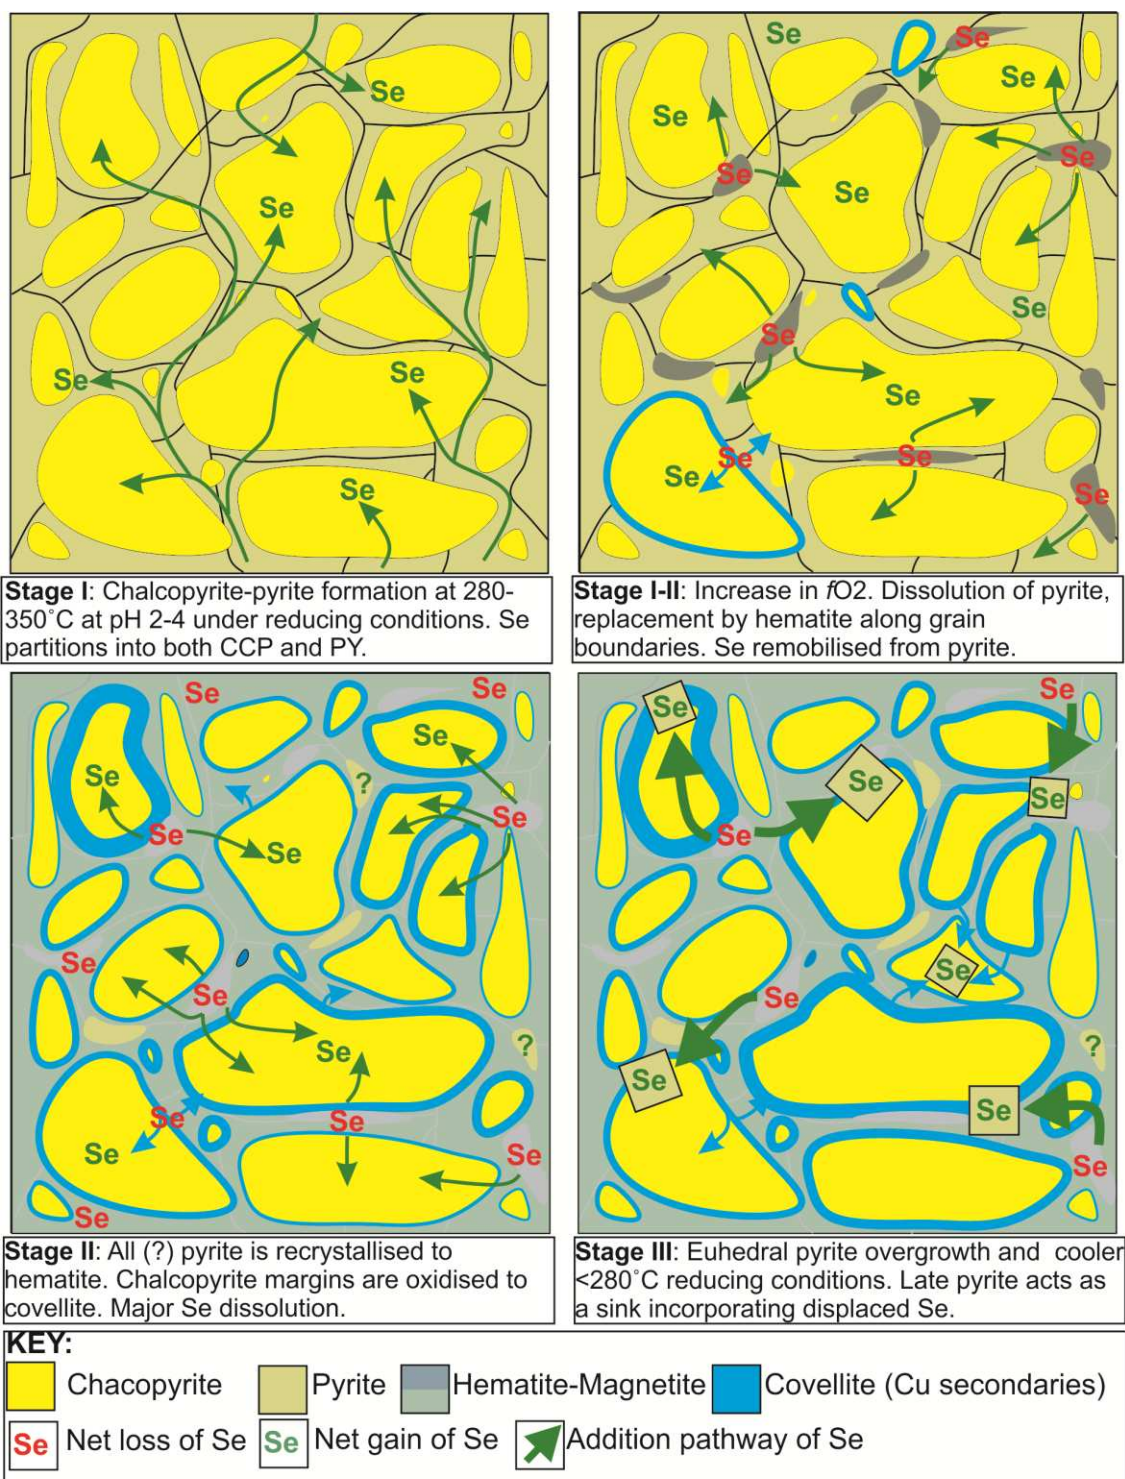 Se
Se
Se
Se
Se
Stage I: Chalcopyrite-pyrite formation at 280-
350˚C at pH 2-4 under reducing conditions. Se
partitions into both CCP and PY.
Se
Se
Se
Se
Se
Se
Se
Se
Se
Se
Se
Se
Se
Se
Stage I-II: Increase in fO2. Dissolution of pyrite,
replacement by hematite along grain
boundaries. Se remobilised from pyrite.
Se
Se
Se
Se
?
Se
Se
Se
Se
Se
?
Se
Se
Se
Se
Se
Se
Stage II: All (?) pyrite is recrystallised to
hematite. Chalcopyrite margins are oxidised to
covellite. Major Se dissolution.
Se
Se
Se
Se
Se
Se
Se
?
Se
Se
Se
Stage III: Euhedral pyrite overgrowth and cooler
<280˚C reducing conditions. Late pyrite acts as
a sink incorporating displaced Se.
KEY:
Chacopyrite
Pyrite
Hematite-Magnetite
Covellite (Cu secondaries)
Se Net loss of Se
Se Net gain of Se
Addition pathway of Se